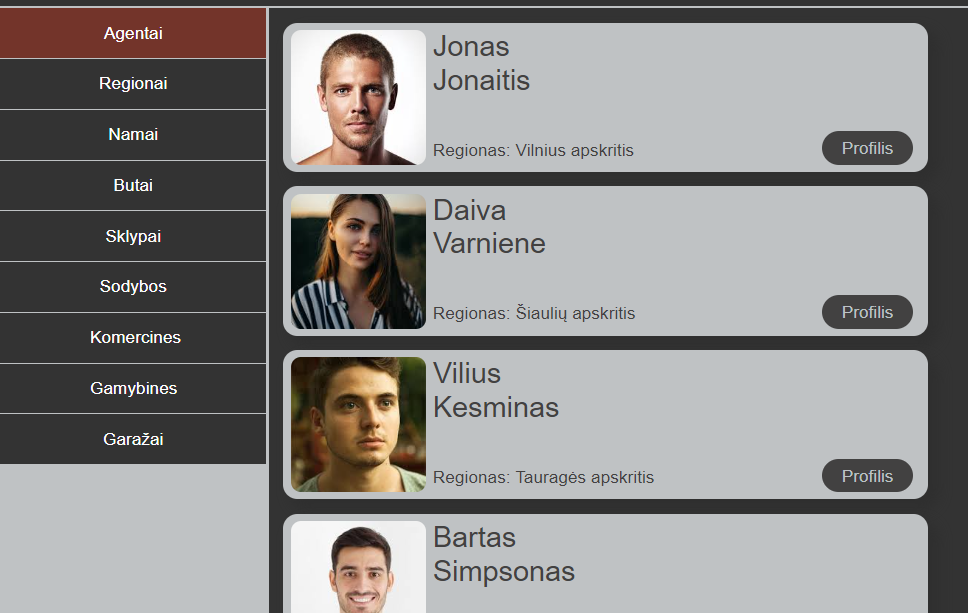 Agentai
Regionai
Namai
Butai
Sklypai
Sodybos
Komercines
Gamybines
Garažai
Jonas
Jonaitis
Regionas: Vilnius apskritis
Profilis
Daiva
Varniene
Regionas: Šiaulių apskritis
Profilis
Vilius
Kesminas
Regionas: Tauragės apskritis
Profilis
Bartas
Simpsonas